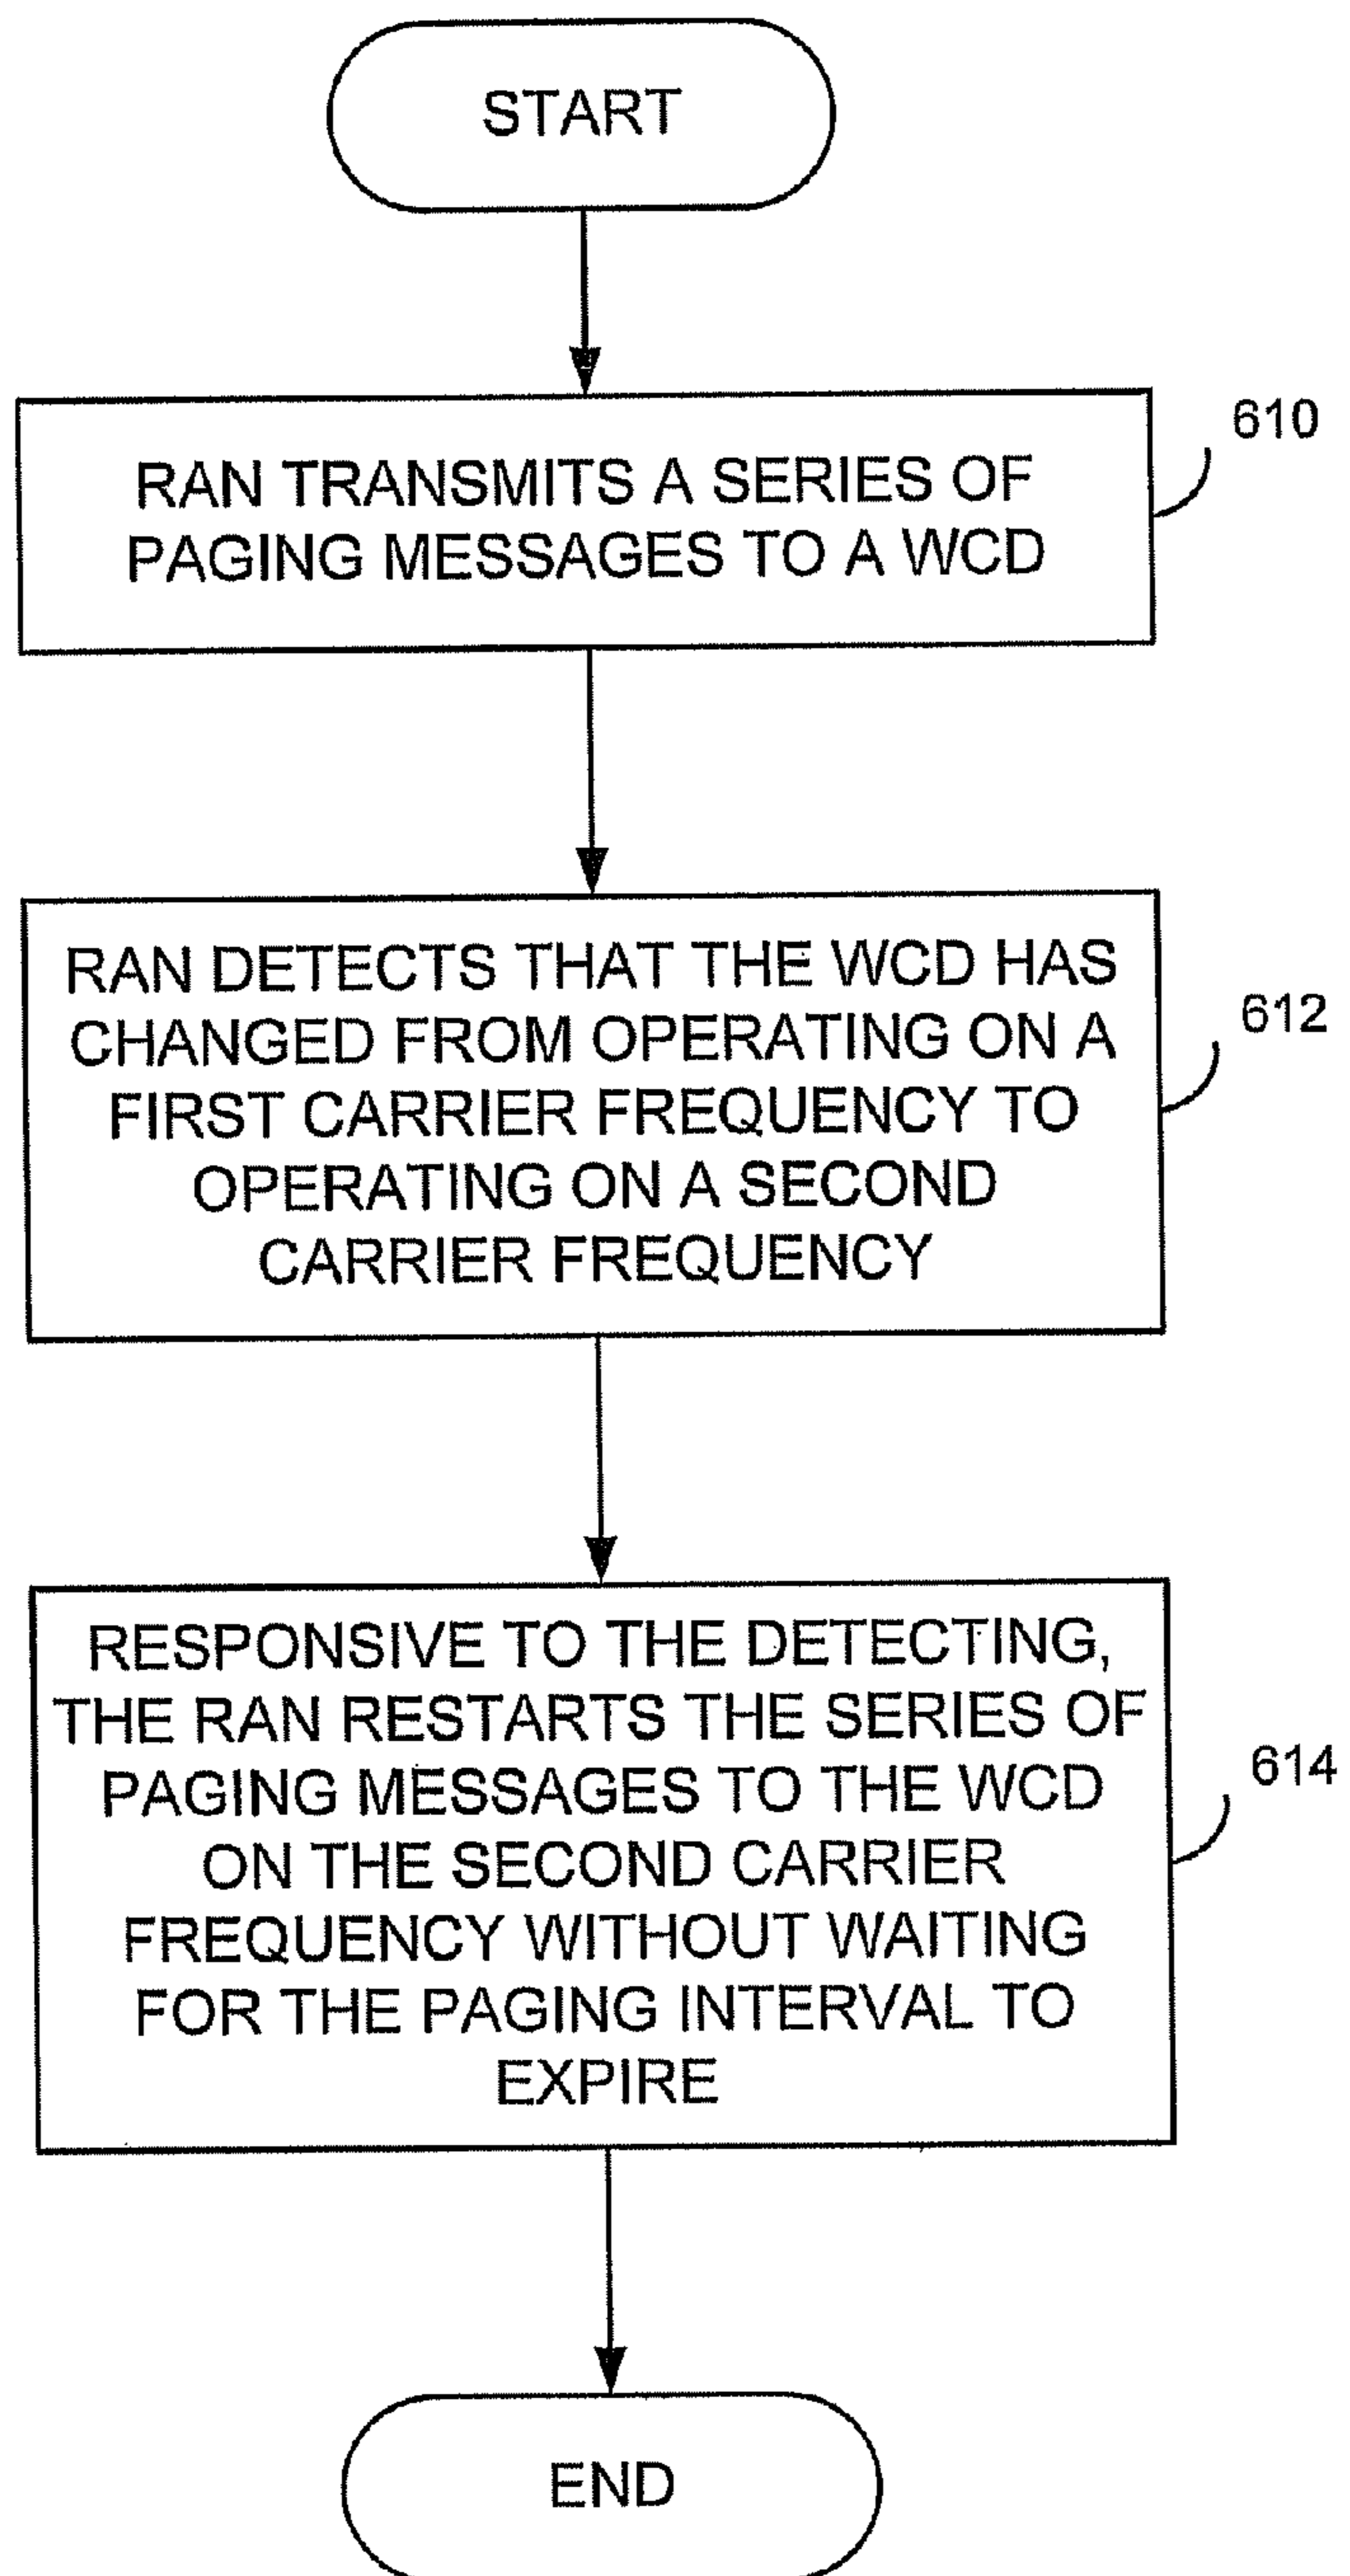 START
RAN TRANSMITS A SERIES OF
PAGING MESSAGES TO A WCD
610
RAN DETECTS THAT THE WCD HAS
CHANGED FROM OPERATING ON A
FIRST CARRIER FREQUENCY TO
OPERATING ON A SECOND
CARRIER FREQUENCY
612
RESPONSIVE TO THE DETECTING,
THE RAN RESTARTS THE SERIES OF
PAGING MESSAGES TO THE WCD
ON THE SECOND CARRIER
FREQUENCY WITHOUT WAITING
FOR THE PAGING INTERVAL TO
EXPIRE
614
END